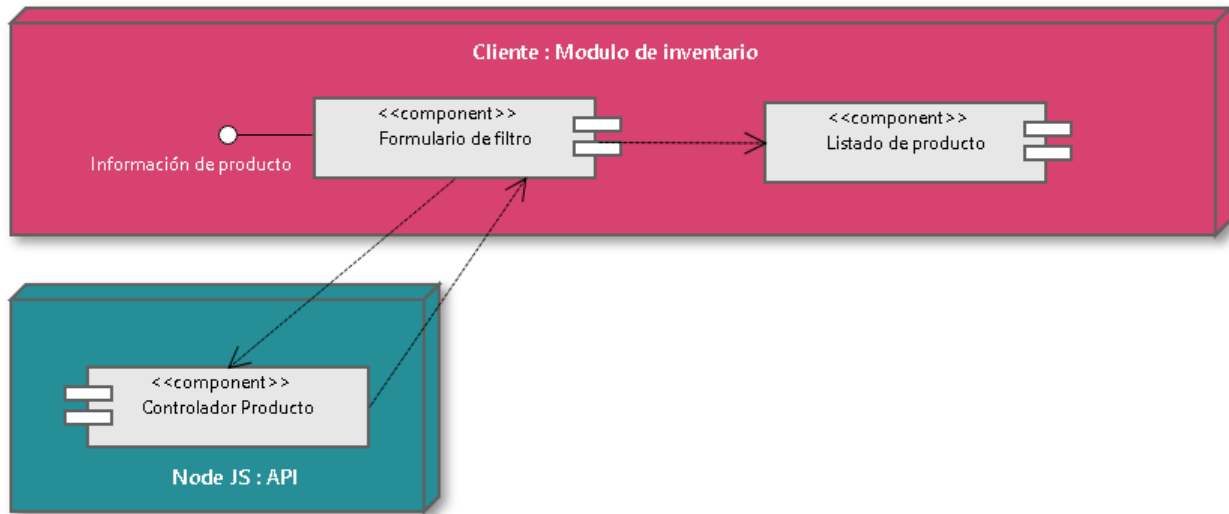 Cliente : Modulo de inventario
<<component>>
Formulario de filtro
<<component>>
Listado de producto
Información de producto
<<component>>
Controlador Producto
Node JS : API